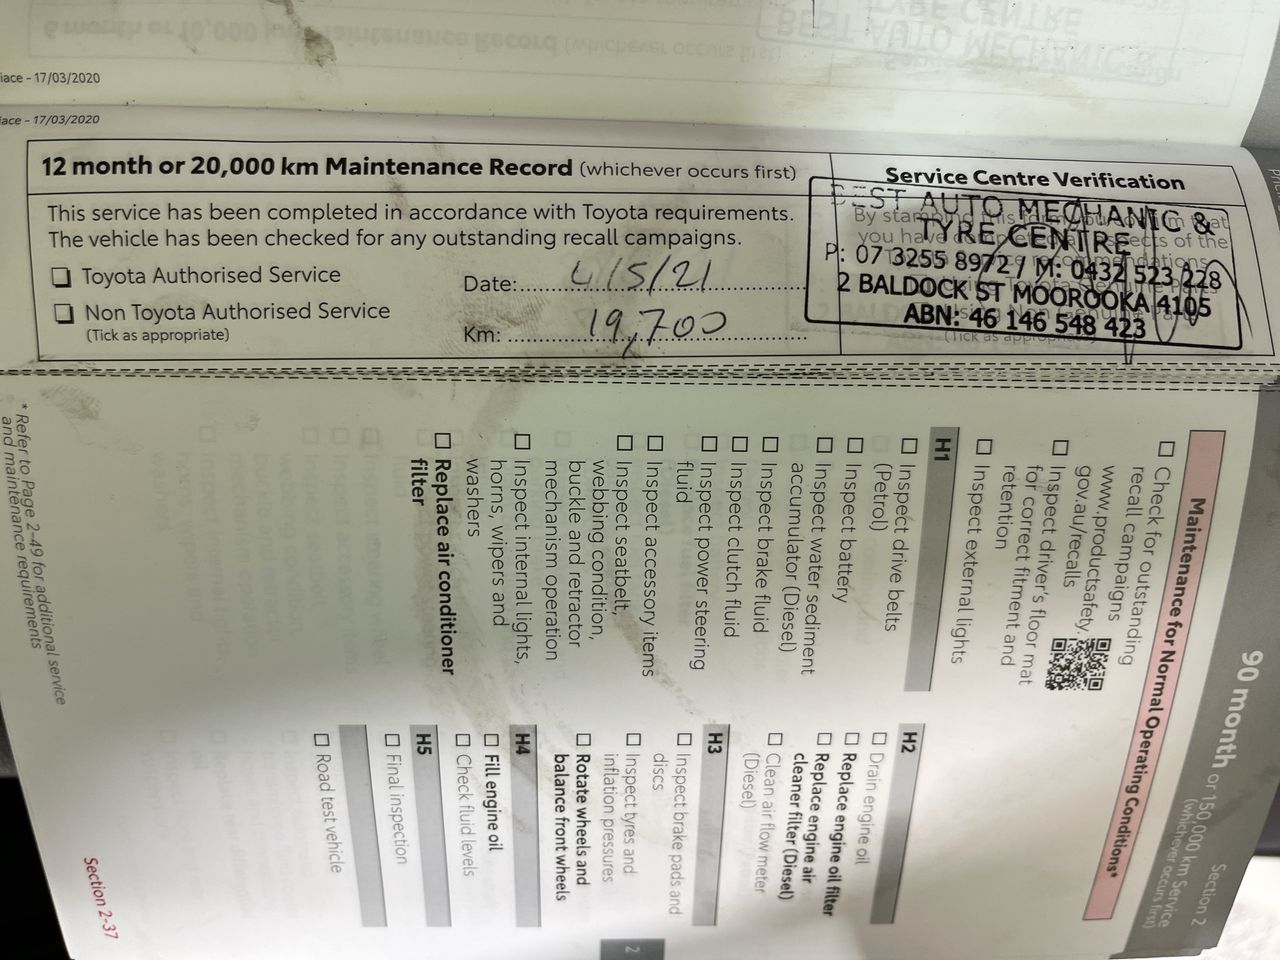 iace - 17/03/2020
iace - 17/03/2020
12 month or 20,000 km Maintenance Record (whichever occurs first)
This service has been completed in accordance with Toyota requirements.
The vehicle has been checked for any outstanding recall campaigns.
Toyota Authorised Service
Non Toyota Authorised Service
(Tick as appropriate)
Date: 4/5/21
Km: 19,700
Service Centre Verification
BEST AUTO MECHANIC &
TYRE CENTRE
P: 07 3255 8972 / M: 0432 523 228
2 BALDOCK ST MOOROOKA 4105
ABN: 46 146 548 423
By stamping this
(Tick as
Section 2
90 month or 150,000 km Service
(whichever occurs first)
Maintenance for Normal Operating Conditions*
Check for outstanding
recall campaigns
www.productsafety.
gov.au/recalls
Inspect driver's floor mat
for correct fitment and
retention
Inspect external lights
H1
Inspect drive belts
(Petrol)
Inspect battery
Inspect water sediment
accumulator (Diesel)
Inspect brake fluid
Inspect clutch fluid
Inspect power steering
fluid
Inspect accessory items
Inspect seatbelt,
webbing condition,
buckle and retractor
mechanism operation
Inspect internal lights,
horns, wipers and
washers
Replace air conditioner
filter
H2
Drain engine oil
Replace engine oil filter
Replace engine air
cleaner filter (Diesel)
Clean air flow meter
(Diesel)
H3
Inspect brake pads and
discs
Inspect tyres and
inflation pressures
Rotate wheels and
balance front wheels
H4
Fill engine oil
Check fluid levels
H5
Final inspection
Road test vehicle
* Refer to Page 2-49 for additional service
and maintenance requirements
2
Section 2-37